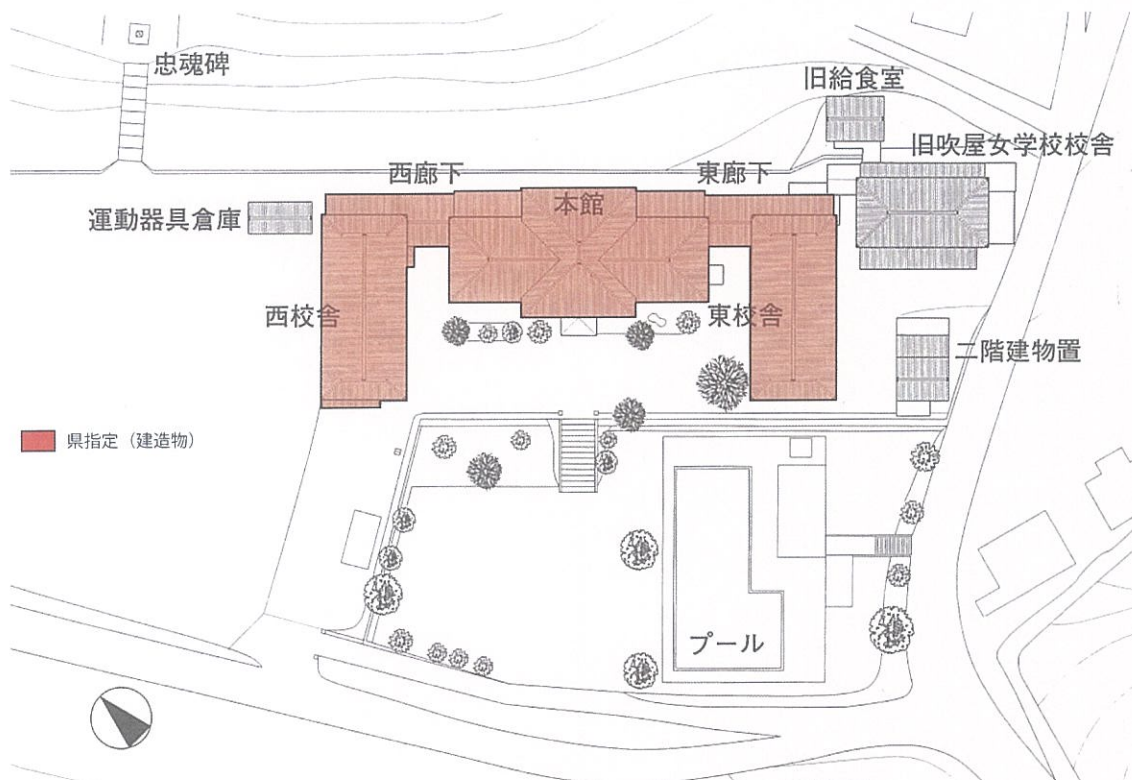 忠魂碑
旧給食室
旧吹屋女学校校舎
西廊下
東廊下
本館
運動器具倉庫
西校舎
東校舎
二階建物置
県指定（建造物）
プール